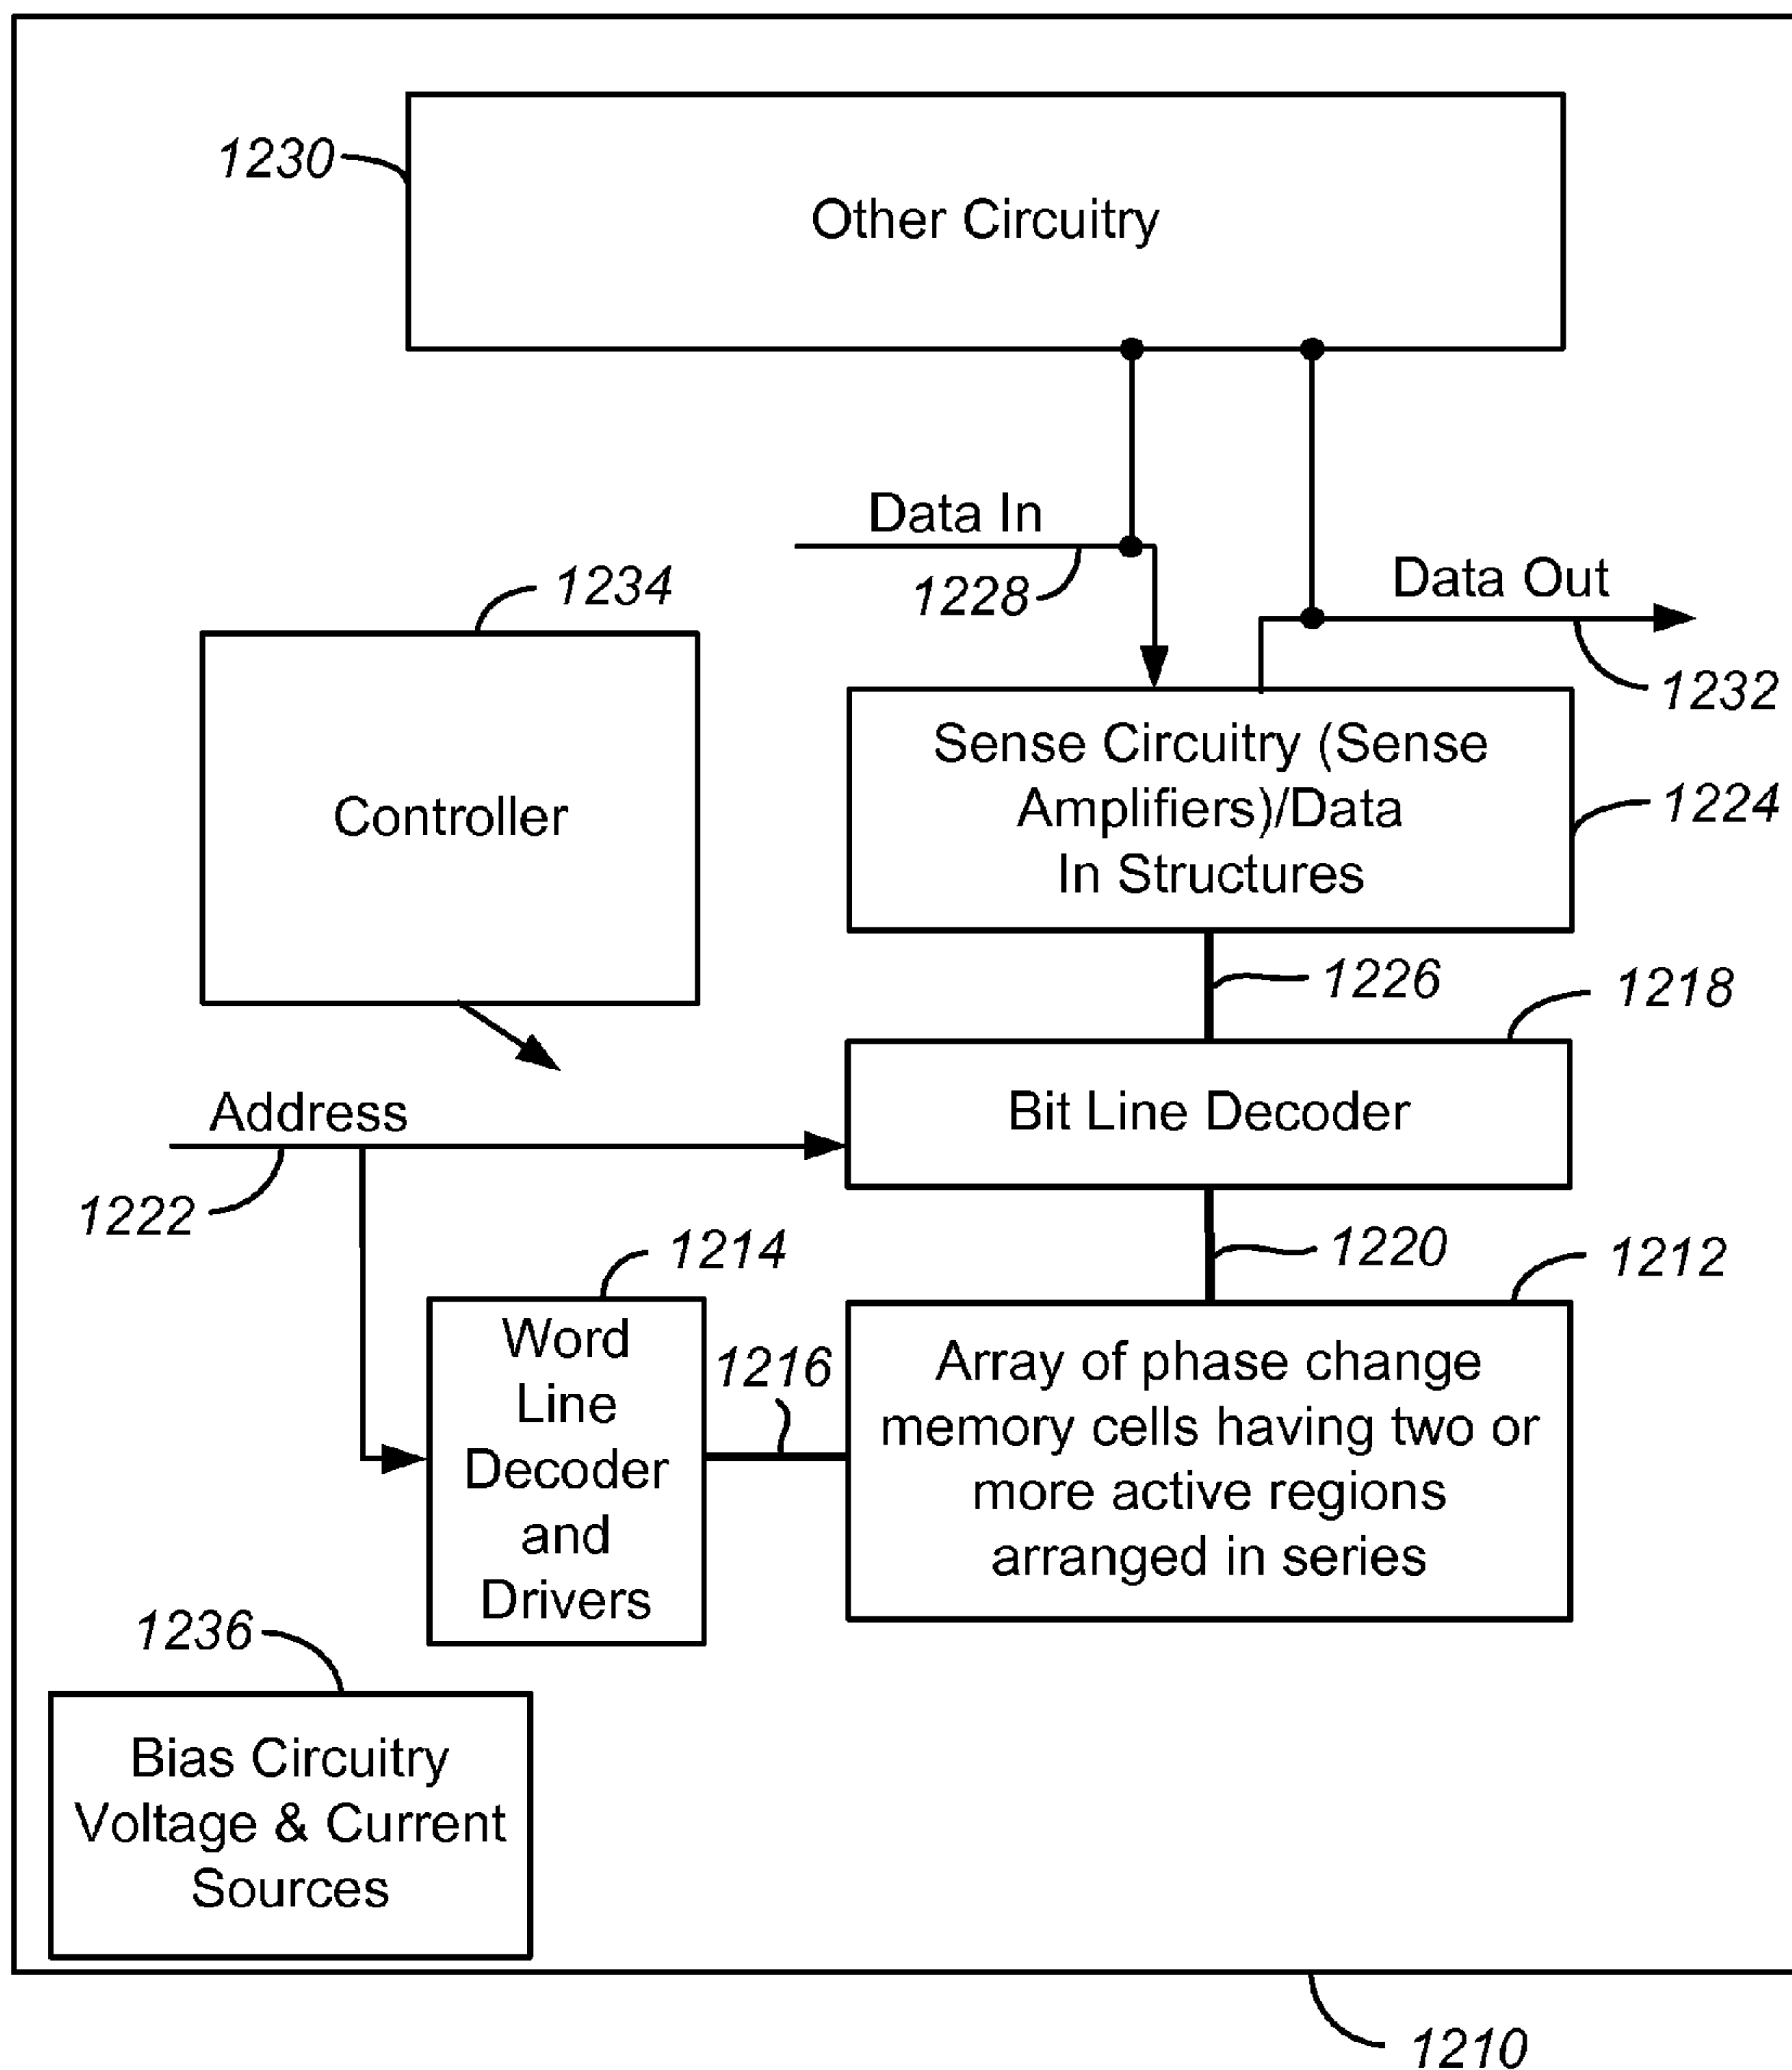 1230
Other Circuitry
Data In
1228
Data Out
1232
1234
Controller
Sense Circuitry (Sense
Amplifiers)/Data
In Structures
1224
1226
1218
Address
1222
Bit Line Decoder
1220
1214
1212
Word
Line
Decoder
and
Drivers
1216
Array of phase change
memory cells having two or
more active regions
arranged in series
1236
Bias Circuitry
Voltage & Current
Sources
1210